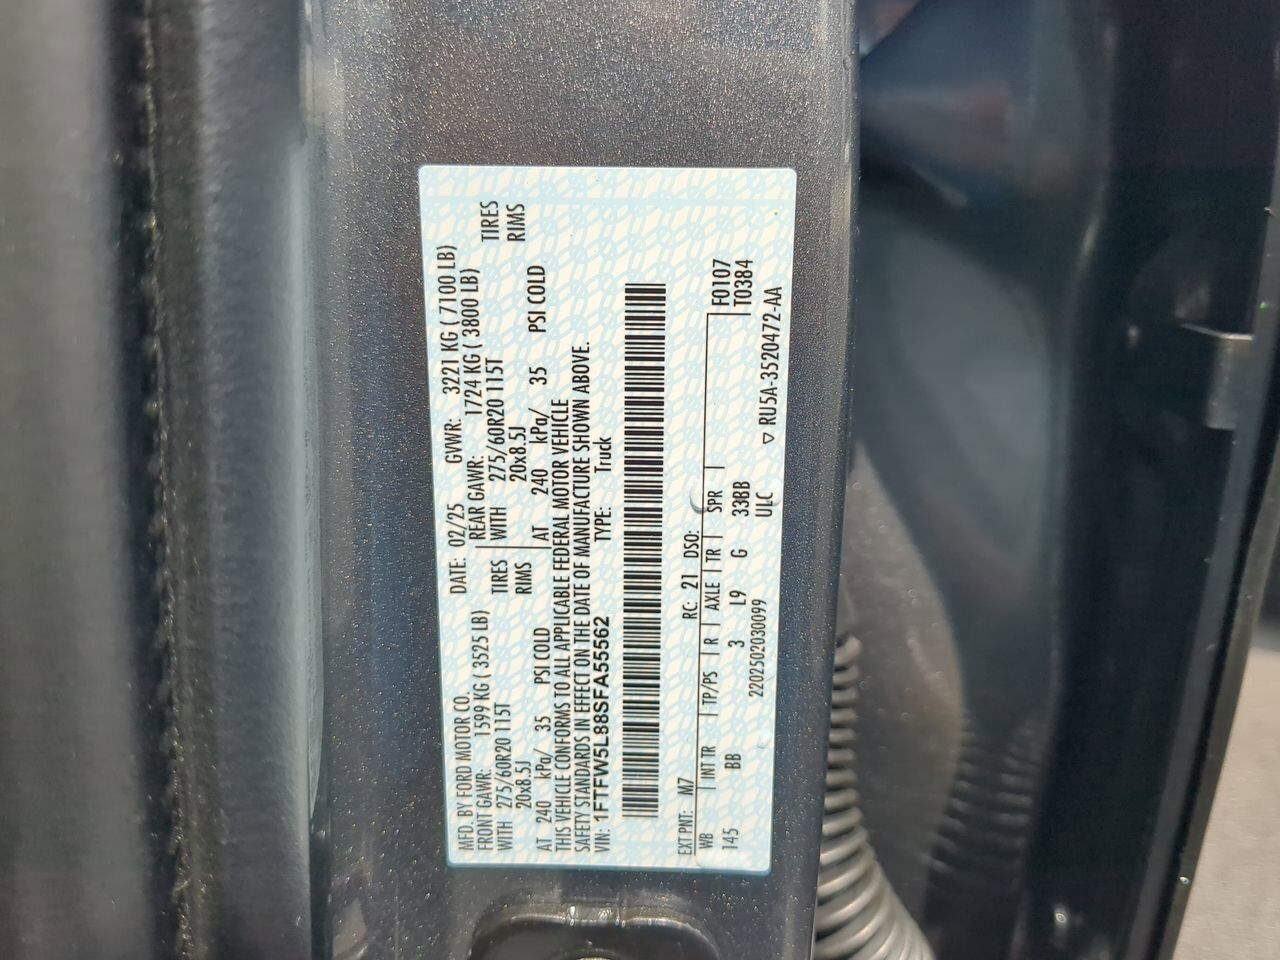 MFD. BY FORD MOTOR CO.
DATE: 02/25 GVWR: 3221 KG ( 7100 LB)
FRONT GAWR: 1599 KG ( 3525 LB) REAR GAWR: 1724 KG ( 3800 LB)
WITH 275/60R20 115T TIRES WITH 275/60R20 115T TIRES
20x8.5J RIMS 20x8.5J RIMS
AT 240 kPa/ 35 PSI COLD AT 240 kPa/ 35 PSI COLD
THIS VEHICLE CONFORMS TO ALL APPLICABLE FEDERAL MOTOR VEHICLE
SAFETY STANDARDS IN EFFECT ON THE DATE OF MANUFACTURE SHOWN ABOVE.
VIN: 1FTFW5L88SFA55562 TYPE: Truck
EXT PNT: M7 RC: 21 DSO:
WB INT TR TP/PS R AXLE TR SPR F0107
145 BB 3 L9 G 33BB T0384
2202502030099 ULC ▽ RU5A-3520472-AA